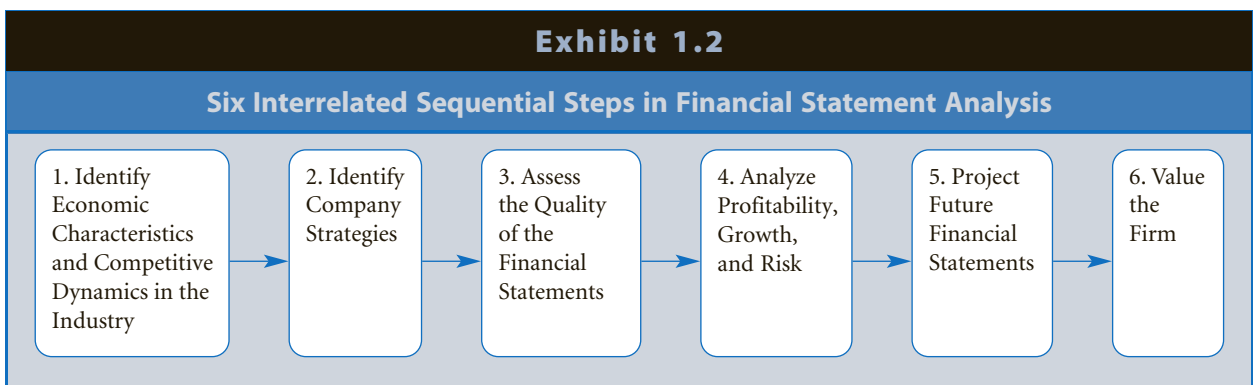 Exhibit 1.2
Six Interrelated Sequential Steps in Financial Statement Analysis
1. Identify
Economic
Characteristics
and Competitive
Dynamics in the
Industry
2. Identify
Company
Strategies
3. Assess
the Quality
of the
Financial
Statements
4. Analyze
Profitability,
Growth,
and Risk
5. Project
Future
Financial
Statements
6. Value
the
Firm